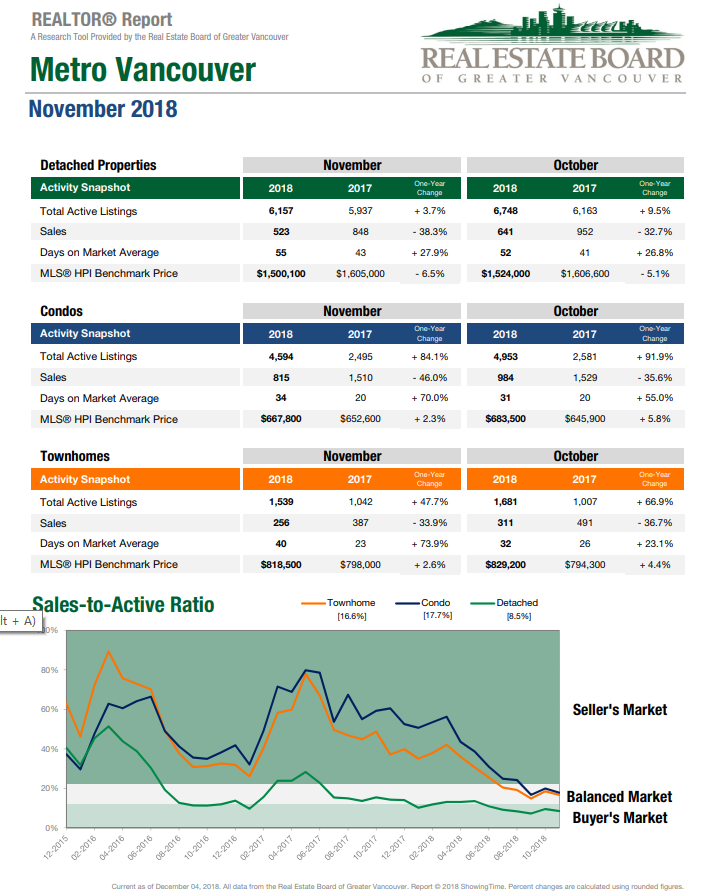 REALTOR® Report
A Research Tool Provided by the Real Estate Board of Greater Vancouver
REAL ESTATE BOARD
OF GREATER VANCOUVER
Metro Vancouver
November 2018
Detached Properties November October
Activity Snapshot 2018 2017 One-Year Change 2018 2017 One-Year Change
Total Active Listings 6,157 5,937 + 3.7% 6,748 6,163 + 9.5%
Sales 523 848 - 38.3% 641 952 - 32.7%
Days on Market Average 55 43 + 27.9% 52 41 + 26.8%
MLS® HPI Benchmark Price $1,500,100 $1,605,000 - 6.5% $1,524,000 $1,606,600 - 5.1%
Condos November October
Activity Snapshot 2018 2017 One-Year Change 2018 2017 One-Year Change
Total Active Listings 4,594 2,495 + 84.1% 4,953 2,581 + 91.9%
Sales 815 1,510 - 46.0% 984 1,529 - 35.6%
Days on Market Average 34 20 + 70.0% 31 20 + 55.0%
MLS® HPI Benchmark Price $667,800 $652,600 + 2.3% $683,500 $645,900 + 5.8%
Townhomes November October
Activity Snapshot 2018 2017 One-Year Change 2018 2017 One-Year Change
Total Active Listings 1,539 1,042 + 47.7% 1,681 1,007 + 66.9%
Sales 256 387 - 33.9% 311 491 - 36.7%
Days on Market Average 40 23 + 73.9% 32 26 + 23.1%
MLS® HPI Benchmark Price $818,500 $798,000 + 2.6% $829,200 $794,300 + 4.4%
Sales-to-Active Ratio
Townhome Condo Detached
[16.6%] [17.7%] [8.5%]
lt + A)
0%
80%
Seller's Market
60%
40%
20%
Balanced Market
Buyer's Market
0%
12-2015 02-2016 04-2016 06-2016 08-2016 10-2016 12-2016 02-2017 04-2017 06-2017 08-2017 10-2017 12-2017 02-2018 04-2018 06-2018 08-2018 10-2018
Current as of December 04, 2018. All data from the Real Estate Board of Greater Vancouver. Report © 2018 ShowingTime. Percent changes are calculated using rounded figures.